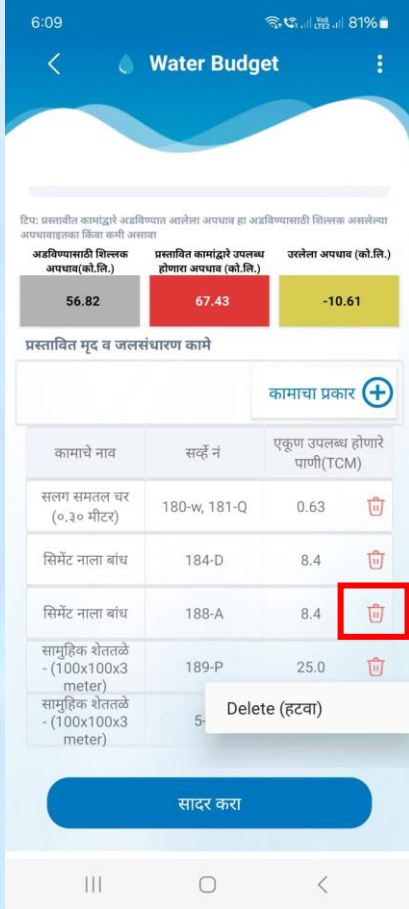 6:09
81%
Water Budget
टिप: प्रस्तावीत कामांद्वारे अडविण्यात आलेला अपधाव हा अडविण्यासाठी शिल्लक असलेल्या
अपधावाइतका किंवा कमी असावा
अडविण्यासाठी शिल्लक
अपधाव(को.लि.)
प्रस्तावित कामांद्वारे उपलब्ध
होणारा अपधाव (को.लि.)
उरलेला अपधाव (को.लि.)
56.82
67.43
-10.61
प्रस्तावित मृद व जलसंधारण कामे
कामाचा प्रकार
कामाचे नाव
सर्व्हे नं
एकूण उपलब्ध होणारे
पाणी(TCM)
सलग समतल चर
(०.३० मीटर)
180-w, 181-Q
0.63
सिमेंट नाला बांध
184-D
8.4
सिमेंट नाला बांध
188-A
8.4
सामुहिक शेततळे
- (100x100x3
meter)
189-P
25.0
सामुहिक शेततळे
- (100x100x3
meter)
5-
Delete (हटवा)
सादर करा